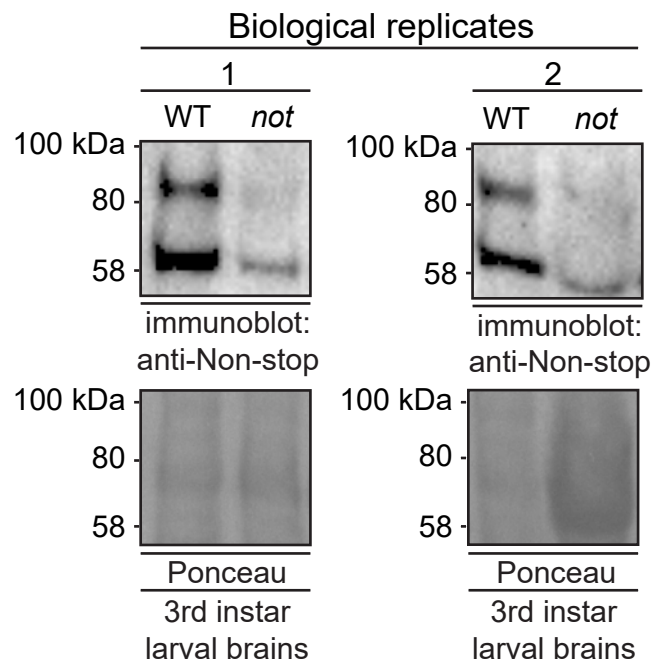 Biological replicates
1
2
WT not
WT not
100 kDa
80
58
100 kDa
80
58
immunoblot:
anti-Non-stop
immunoblot:
anti-Non-stop
100 kDa
80
58
100 kDa
80
58
Ponceau
3rd instar
larval brains
Ponceau
3rd instar
larval brains